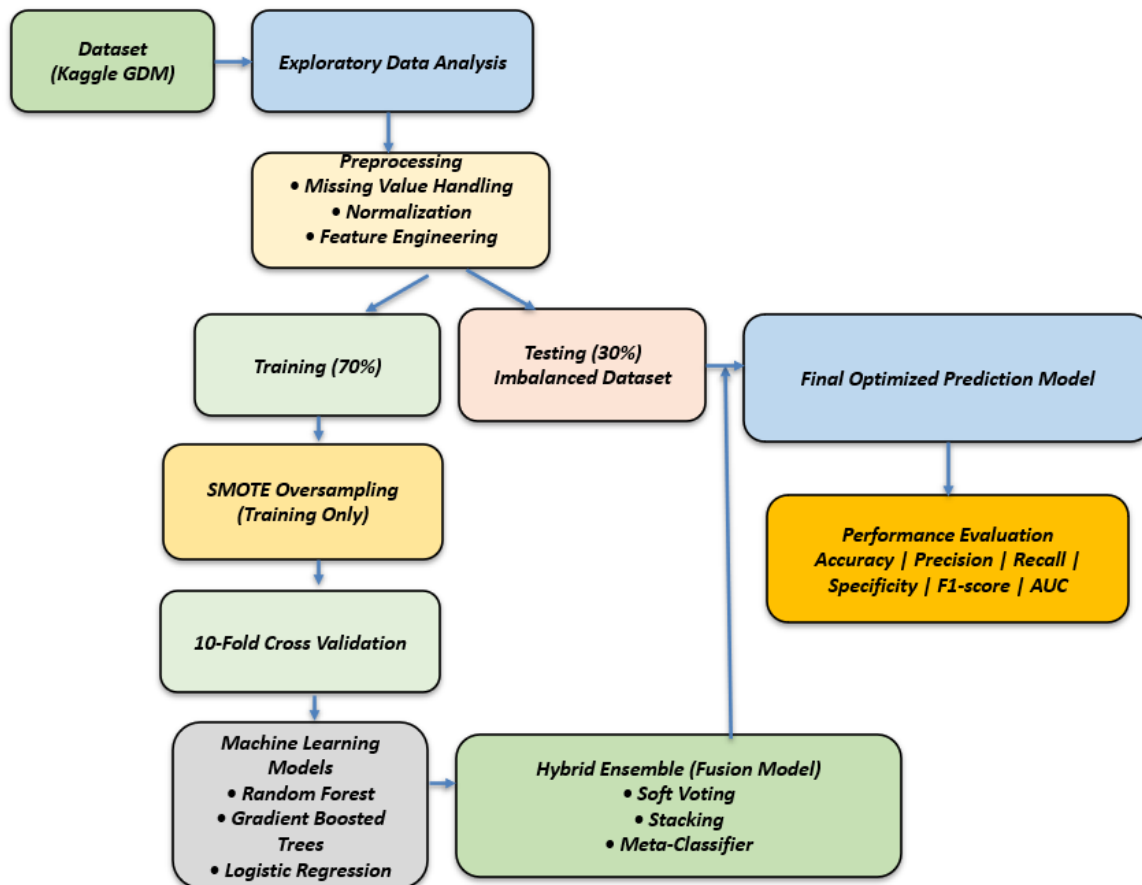 Dataset
(Kaggle GDM)
Exploratory Data Analysis
Preprocessing
• Missing Value Handling
• Normalization
• Feature Engineering
Training (70%)
Testing (30%)
Imbalanced Dataset
Final Optimized Prediction Model
SMOTE Oversampling
(Training Only)
Performance Evaluation
Accuracy | Precision | Recall |
Specificity | F1-score | AUC
10-Fold Cross Validation
Machine Learning
Models
• Random Forest
• Gradient Boosted
Trees
• Logistic Regression
Hybrid Ensemble (Fusion Model)
• Soft Voting
• Stacking
• Meta-Classifier